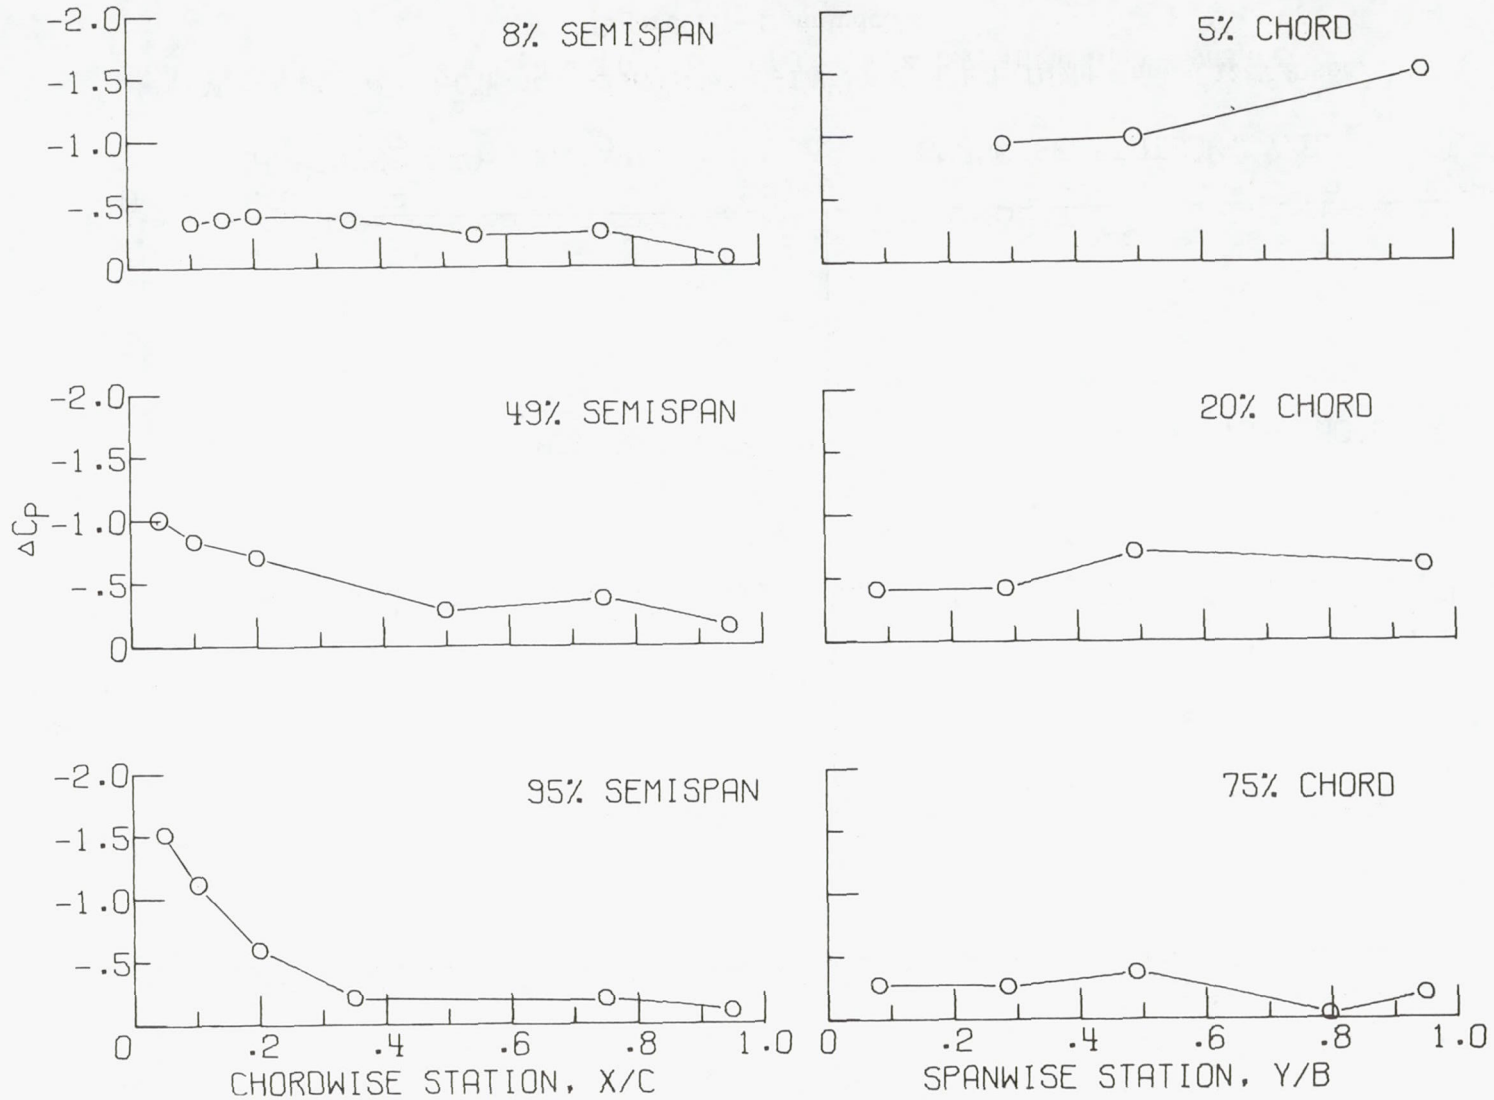 8% SEMISPAN
-2.0
-1.5
-1.0
-.5
0
5% CHORD
49% SEMISPAN
-2.0
-1.5
ΔCP
-1.0
-.5
0
20% CHORD
95% SEMISPAN
-2.0
-1.5
-1.0
-.5
0 .2 .4 .6 .8 1.0
CHORDWISE STATION, X/C
75% CHORD
0 .2 .4 .6 .8 1.0
SPANWISE STATION, Y/B